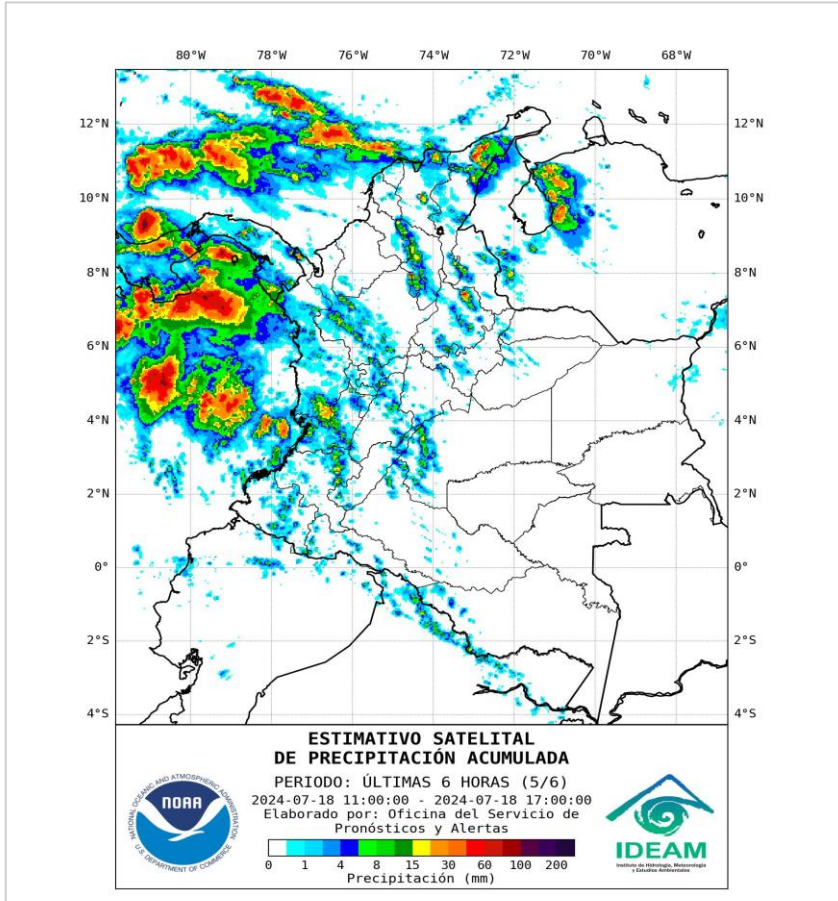 80°W 78°W 76°W 74°W 72°W 70°W 68°W
12°N 12°N
10°N 10°N
8°N 8°N
6°N 6°N
4°N 4°N
2°N 2°N
0° 0°
2°S 2°S
4°S 4°S
ESTIMATIVO SATELITAL
DE PRECIPITACIÓN ACUMULADA
PERIODO: ÚLTIMAS 6 HORAS (5/6)
2024-07-18 11:00:00 - 2024-07-18 17:00:00
Elaborado por: Oficina del Servicio de
Pronósticos y Alertas
0 1 4 8 15 30 60 100 200
Precipitación (mm)
NATIONAL OCEANIC AND ATMOSPHERIC ADMINISTRATION
NOAA
U.S. DEPARTMENT OF COMMERCE
IDEAM
Instituto de Hidrología, Meteorología
y Estudios Ambientales